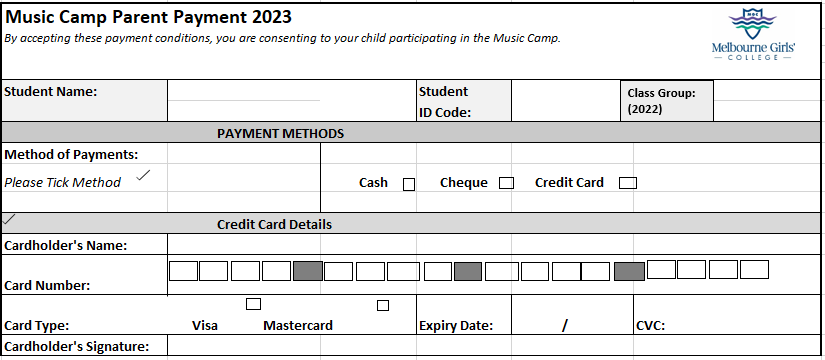 Music Camp Parent Payment 2023
By accepting these payment conditions, you are consenting to your child participating in the Music Camp.
MGC
Melbourne Girls'
COLLEGE
Student Name:
Student
ID Code:
Class Group:
(2022)
PAYMENT METHODS
Method of Payments:
Please Tick Method
Cash Cheque Credit Card
Credit Card Details
Cardholder's Name:
Card Number:
Card Type: Visa Mastercard Expiry Date: / CVC:
Cardholder's Signature: